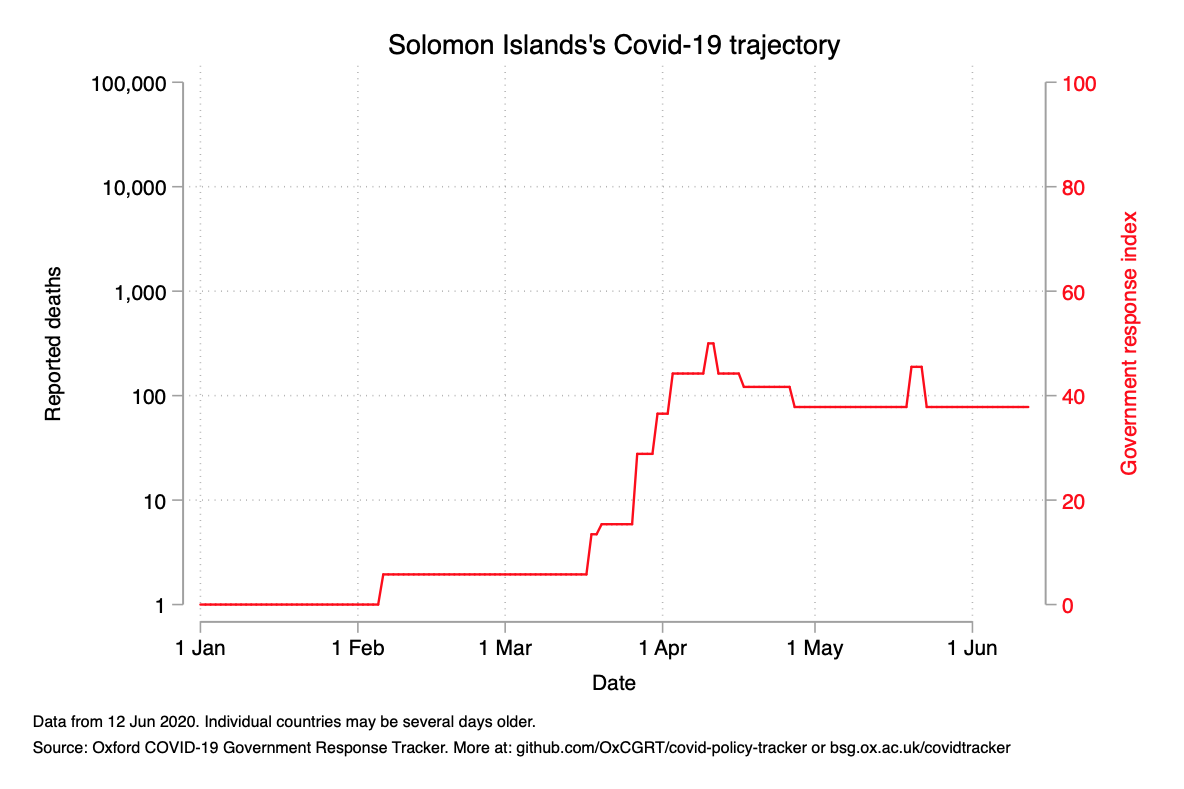 Solomon Islands's Covid-19 trajectory
100,000
10,000
1,000
100
10
1
Reported deaths
100
80
60
40
20
0
Government response index
1 Jan
1 Feb
1 Mar
1 Apr
1 May
1 Jun
Date
Data from 12 Jun 2020. Individual countries may be several days older.
Source: Oxford COVID-19 Government Response Tracker. More at: github.com/OxCGRT/covid-policy-tracker or bsg.ox.ac.uk/covidtracker